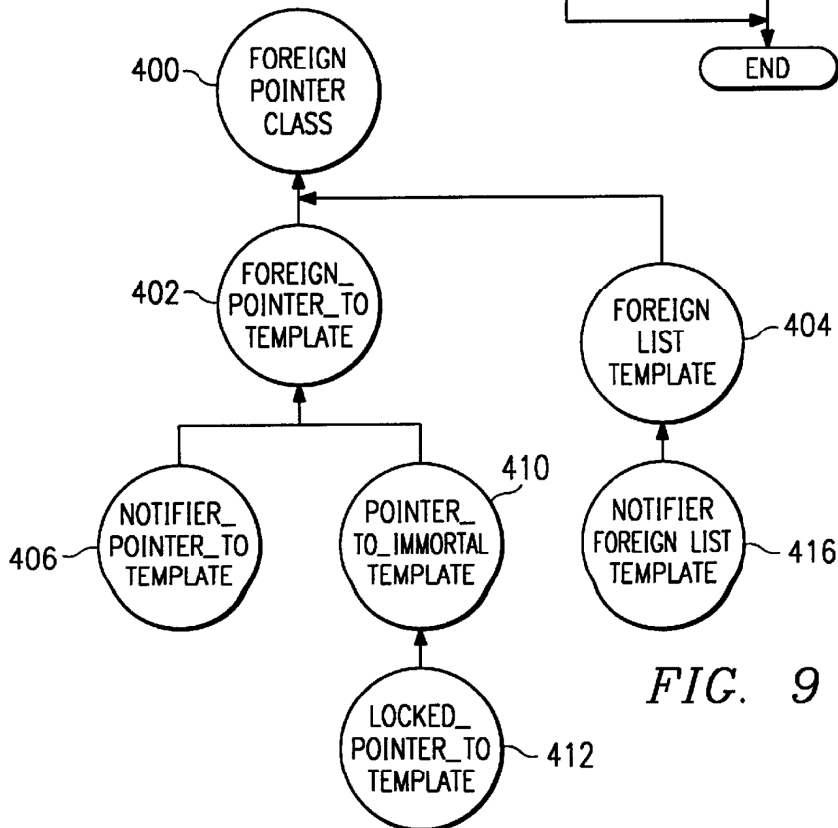 END
400
FOREIGN
POINTER
CLASS
402
FOREIGN_
POINTER_TO
TEMPLATE
FOREIGN
LIST
TEMPLATE
404
406
NOTIFIER_
POINTER_TO
TEMPLATE
410
POINTER_
TO_IMMORTAL
TEMPLATE
NOTIFIER
FOREIGN LIST
TEMPLATE
416
LOCKED_
POINTER_TO
TEMPLATE
412
FIG. 9